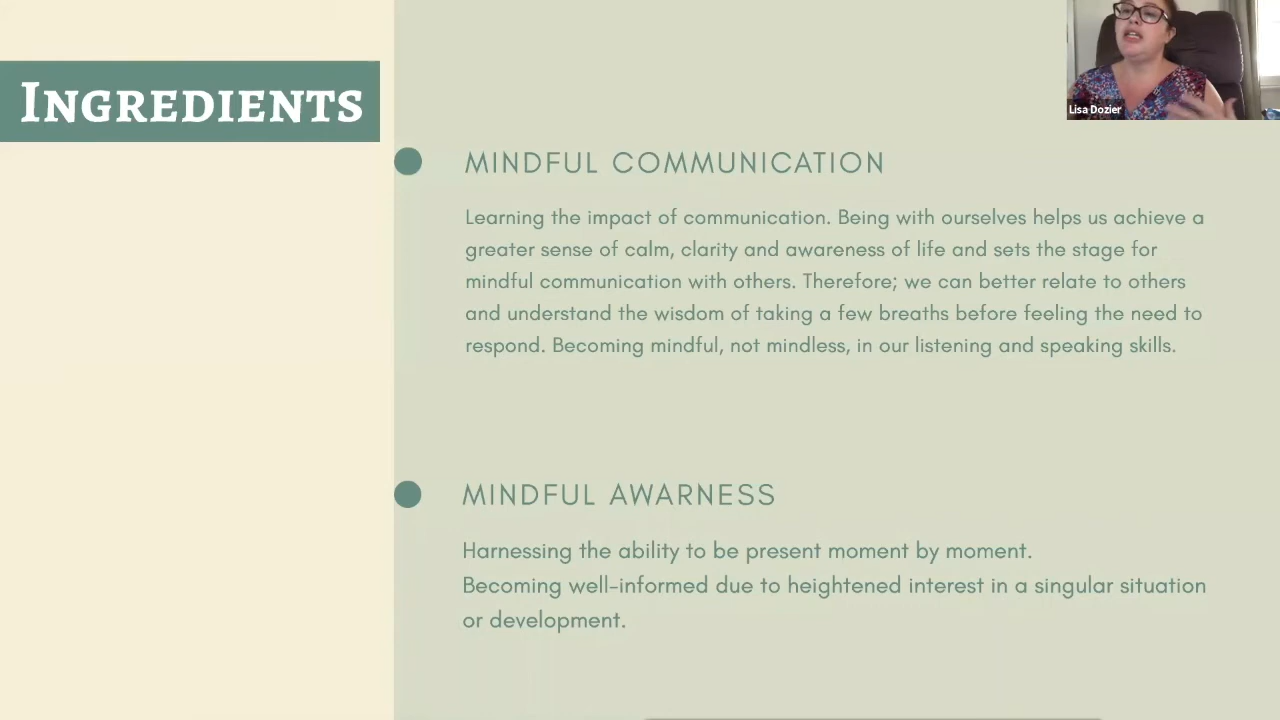 Ingredients
Lisa Dozier
MINDFUL COMMUNICATION
Learning the impact of communication. Being with ourselves helps us achieve a
greater sense of calm, clarity and awareness of life and sets the stage for
mindful communication with others. Therefore; we can better relate to others
and understand the wisdom of taking a few breaths before feeling the need to
respond. Becoming mindful, not mindless, in our listening and speaking skills.
MINDFUL AWARNESS
Harnessing the ability to be present moment by moment.
Becoming well-informed due to heightened interest in a singular situation
or development.